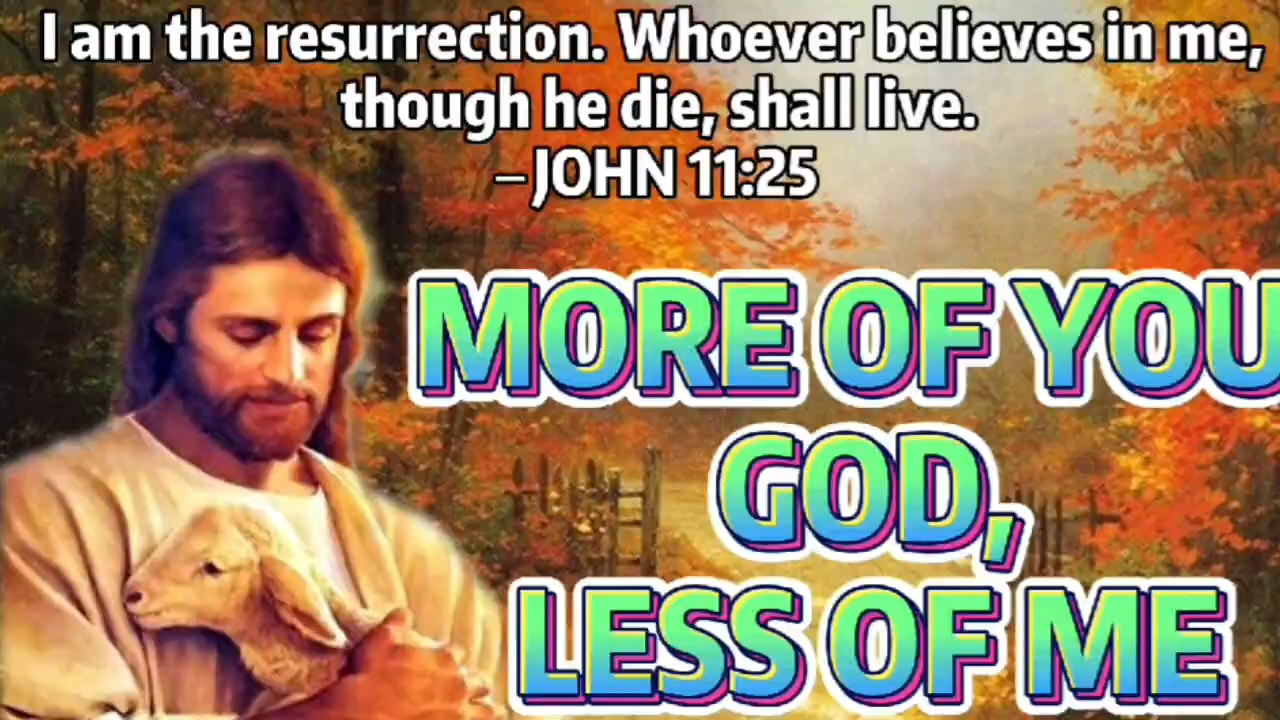 I am the resurrection. Whoever believes in me,
though he die, shall live.
– JOHN 11:25
MORE OF YOU
GOD,
LESS OF ME